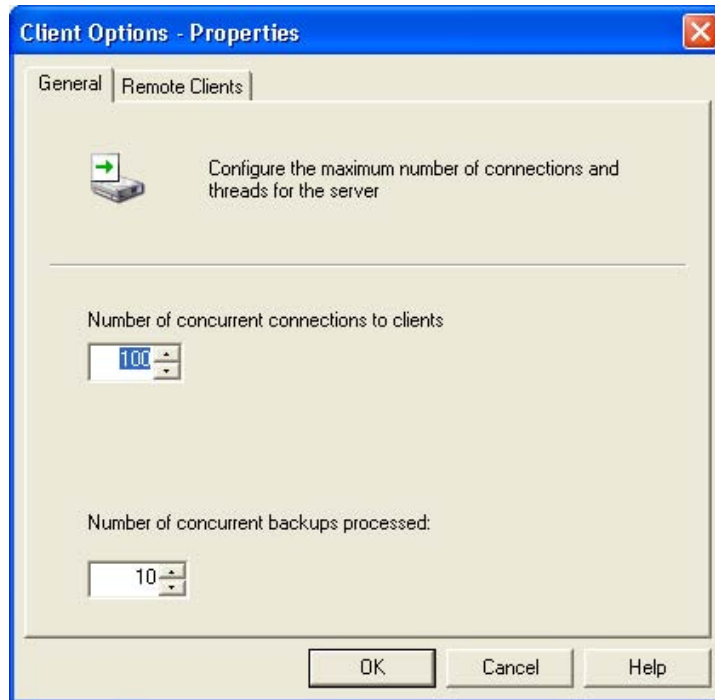 Client Options - Properties
General
Remote Clients
Configure the maximum number of connections and
threads for the server
Number of concurrent connections to clients
100
Number of concurrent backups processed:
10
OK
Cancel
Help